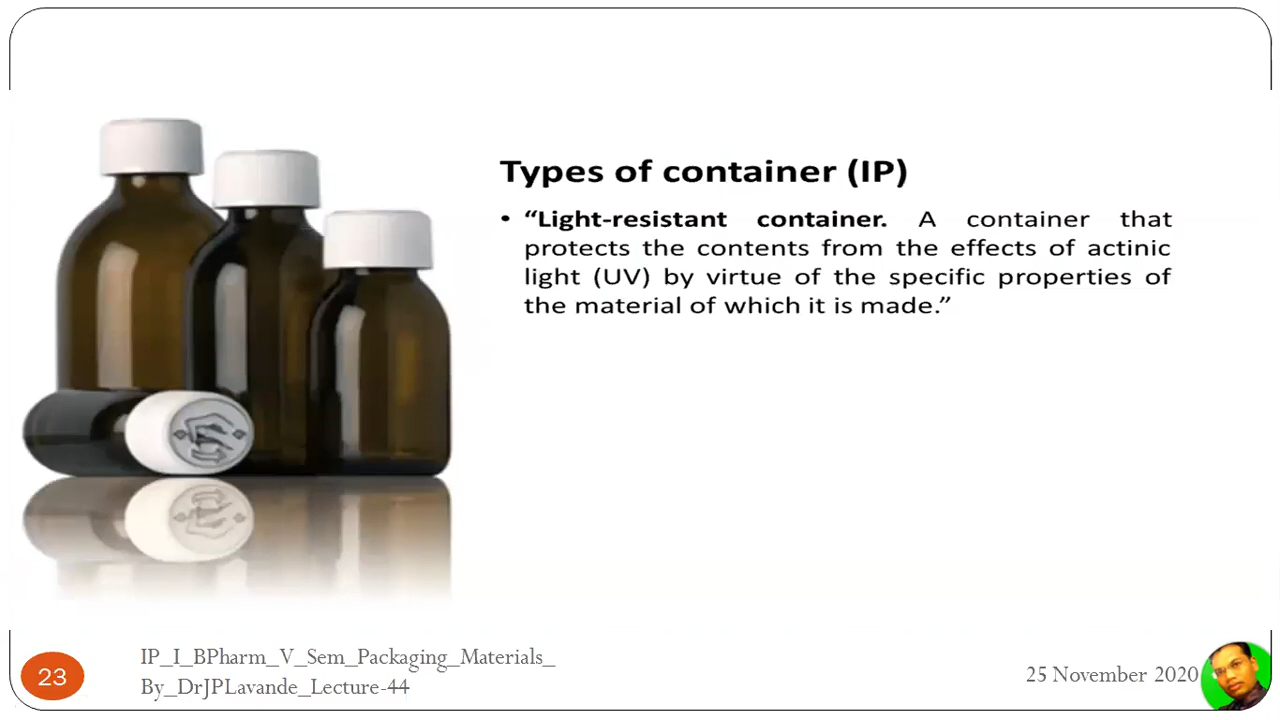 Types of container (IP)
• “Light-resistant container. A container that
protects the contents from the effects of actinic
light (UV) by virtue of the specific properties of
the material of which it is made.”
23
IP_I_BPharm_V_Sem_Packaging_Materials_
By_DrJPLavande_Lecture-44
25 November 2020